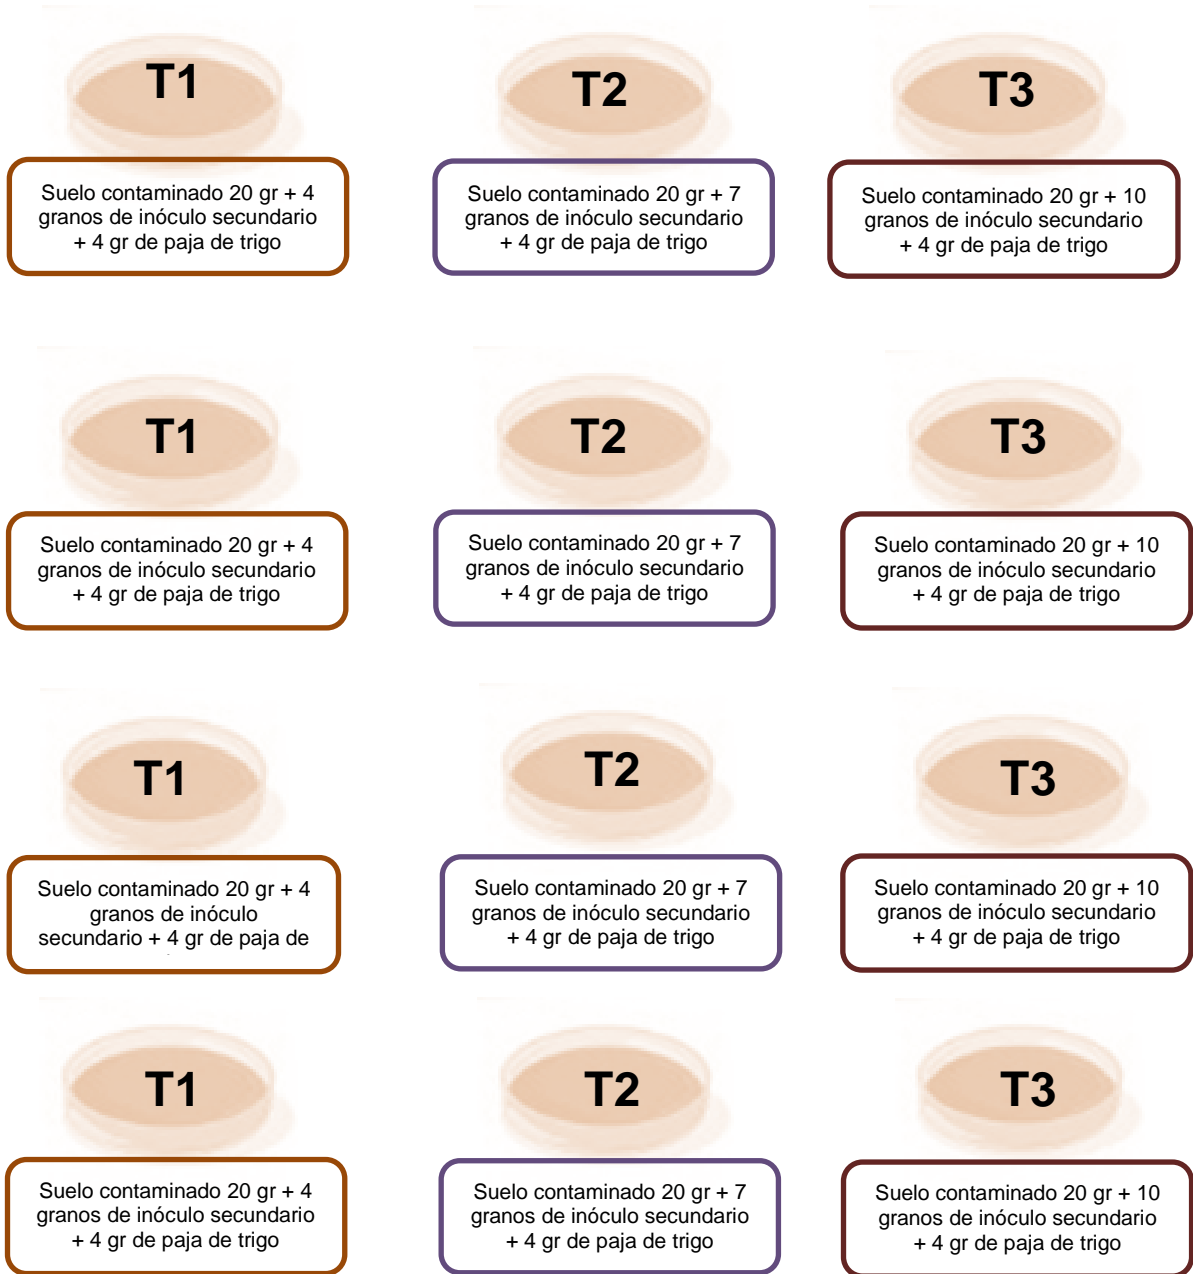 T1
Suelo contaminado 20 gr + 4
granos de inóculo secundario
+ 4 gr de paja de trigo
T2
Suelo contaminado 20 gr + 7
granos de inóculo secundario
+ 4 gr de paja de trigo
T3
Suelo contaminado 20 gr + 10
granos de inóculo secundario
+ 4 gr de paja de trigo
T1
Suelo contaminado 20 gr + 4
granos de inóculo secundario
+ 4 gr de paja de trigo
T2
Suelo contaminado 20 gr + 7
granos de inóculo secundario
+ 4 gr de paja de trigo
T3
Suelo contaminado 20 gr + 10
granos de inóculo secundario
+ 4 gr de paja de trigo
T1
Suelo contaminado 20 gr + 4
granos de inóculo
secundario + 4 gr de paja de
T2
Suelo contaminado 20 gr + 7
granos de inóculo secundario
+ 4 gr de paja de trigo
T3
Suelo contaminado 20 gr + 10
granos de inóculo secundario
+ 4 gr de paja de trigo
T1
Suelo contaminado 20 gr + 4
granos de inóculo secundario
+ 4 gr de paja de trigo
T2
Suelo contaminado 20 gr + 7
granos de inóculo secundario
+ 4 gr de paja de trigo
T3
Suelo contaminado 20 gr + 10
granos de inóculo secundario
+ 4 gr de paja de trigo